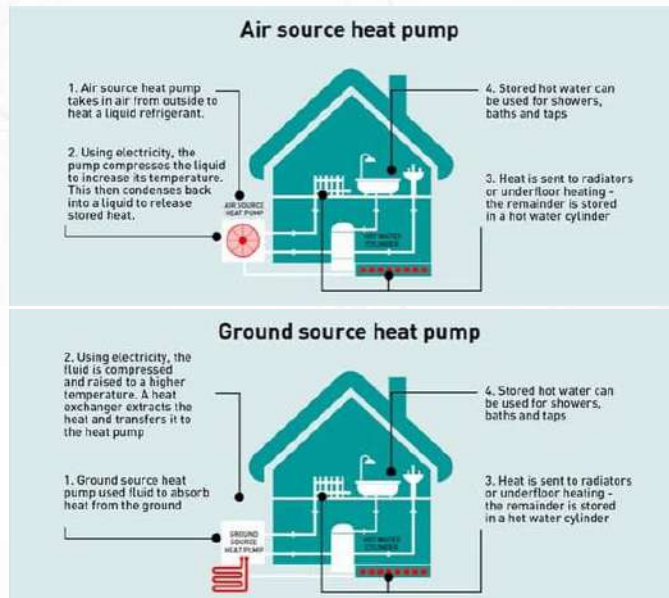 Air source heat pump
1. Air source heat pump
takes in air from outside to
heat a liquid refrigerant.
2. Using electricity, the
pump compresses the liquid
to increase its temperature.
This then condenses back
into a liquid to release
stored heat.
AIR SOURCE
HEAT PUMP
HOT WATER
CYLINDER
4. Stored hot water can
be used for showers,
baths and taps
3. Heat is sent to radiators
or underfloor heating -
the remainder is stored
in a hot water cylinder
Ground source heat pump
2. Using electricity, the
fluid is compressed
and raised to a higher
temperature. A heat
exchanger extracts the
heat and transfers it to
the heat pump
1. Ground source heat
pump used fluid to absorb
heat from the ground
GROUND
SOURCE
HEAT PUMP
HOT WATER
CYLINDER
4. Stored hot water can
be used for showers,
baths and taps
3. Heat is sent to radiators
or underfloor heating -
the remainder is stored
in a hot water cylinder